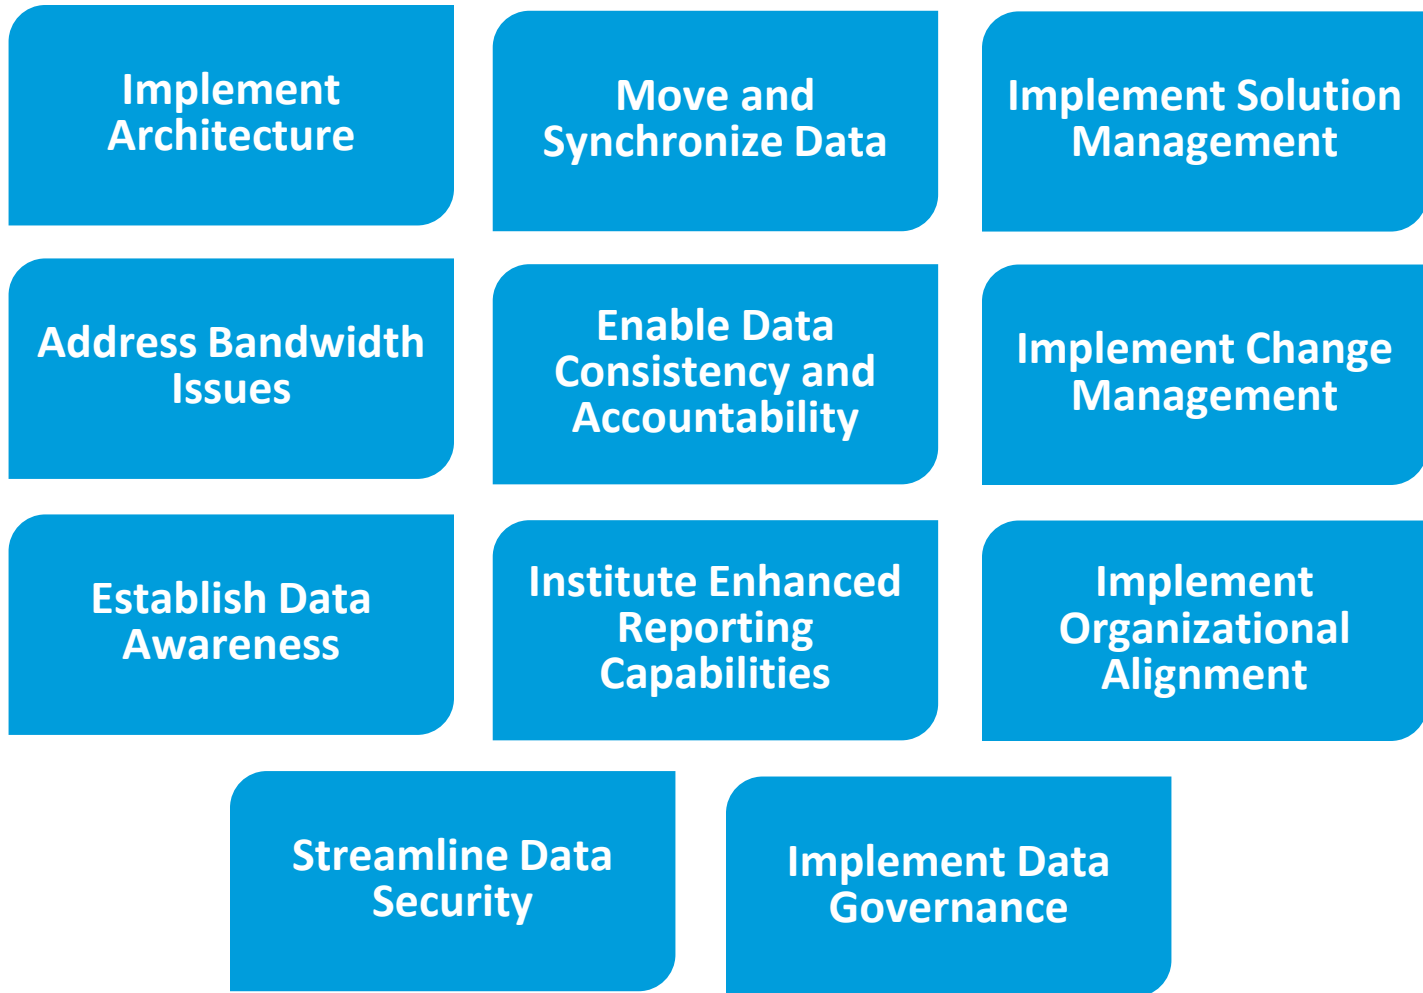 Implement
Architecture
Move and
Synchronize Data
Implement Solution
Management
Address Bandwidth
Issues
Enable Data
Consistency and
Accountability
Implement Change
Management
Establish Data
Awareness
Institute Enhanced
Reporting
Capabilities
Implement
Organizational
Alignment
Streamline Data
Security
Implement Data
Governance